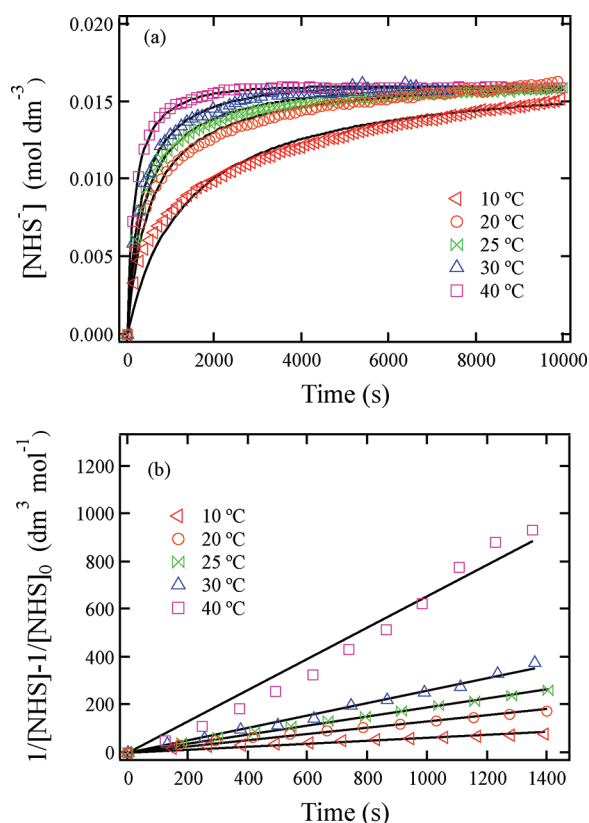 (a)
0.020
0.015
0.010
0.005
0.000
[NHS⁻] (mol dm⁻³)
10 ºC
20 ºC
25 ºC
30 ºC
40 ºC
0 2000 4000 6000 8000 10000
Time (s)
(b)
1200
1000
800
600
400
200
0
1/[NHS]-1/[NHS]₀ (dm³ mol⁻¹)
10 ºC
20 ºC
25 ºC
30 ºC
40 ºC
0 200 400 600 800 1000 1200 1400
Time (s)